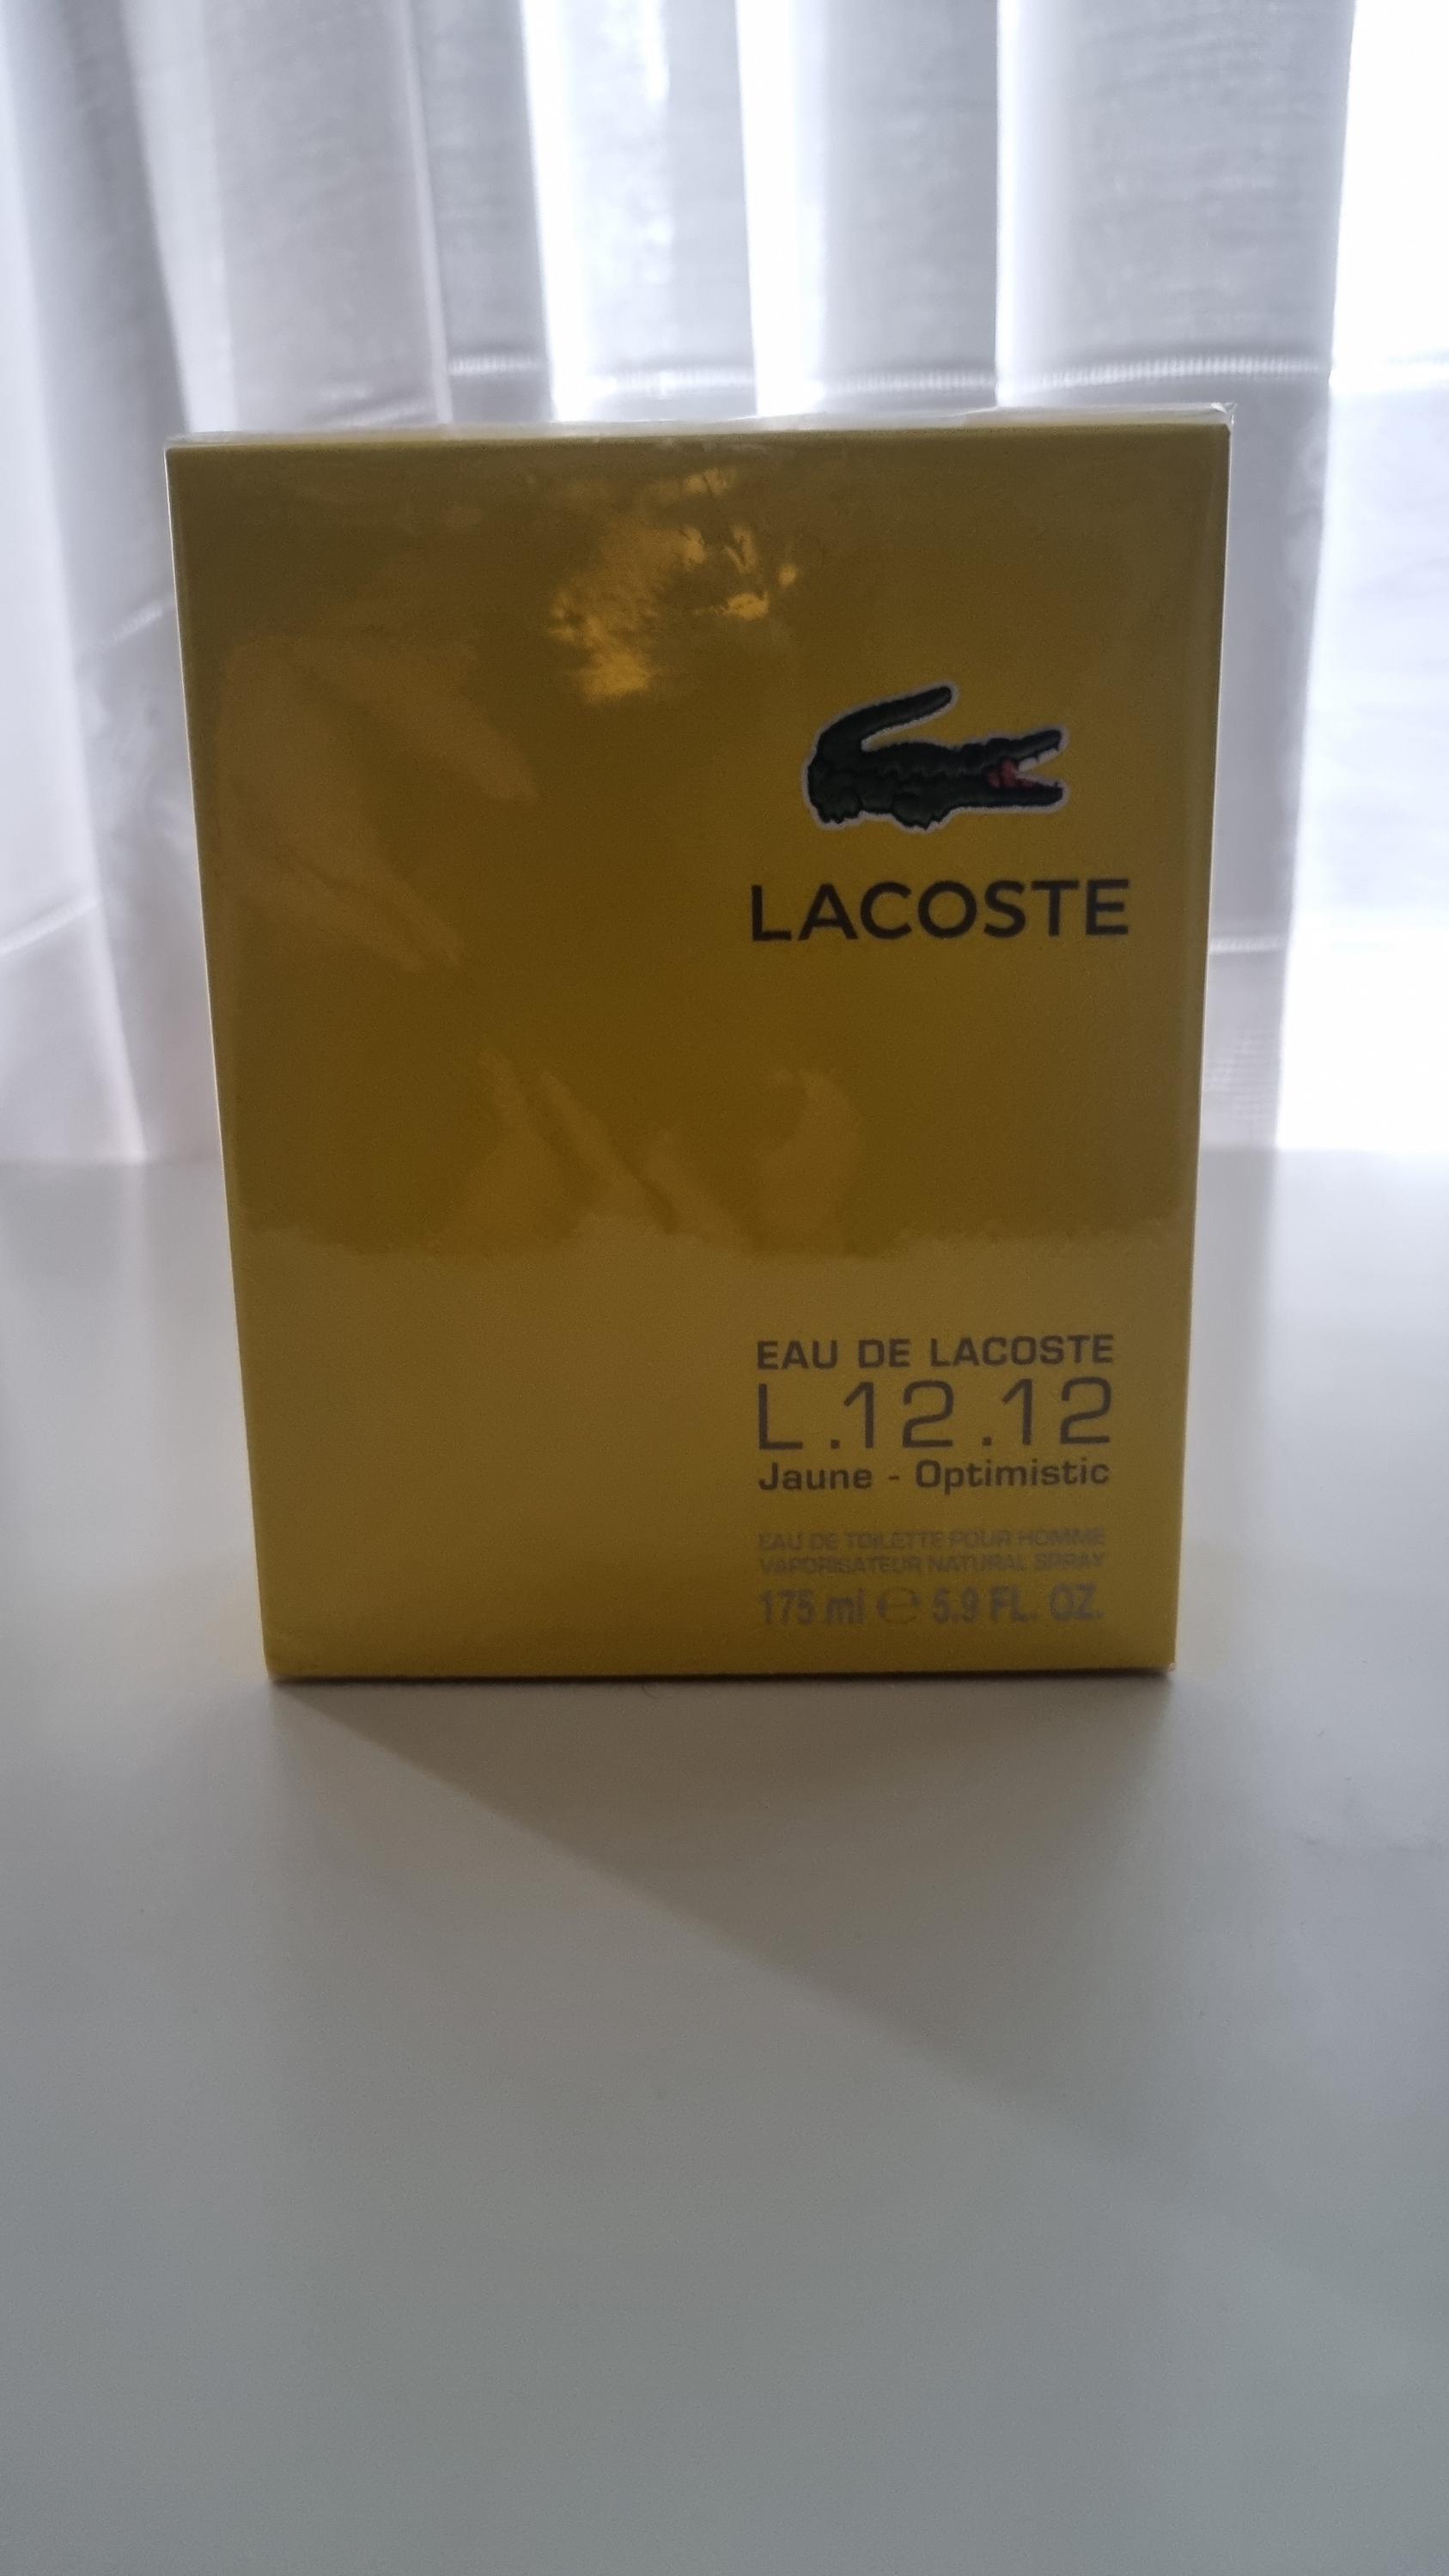 LACOSTE
EAU DE LACOSTE
L.12.12
Jaune - Optimistic
EAU DE TOILETTE POUR HOMME
VAPORISATEUR NATURAL SPRAY
175 ml ℮ 5.9 FL. OZ.